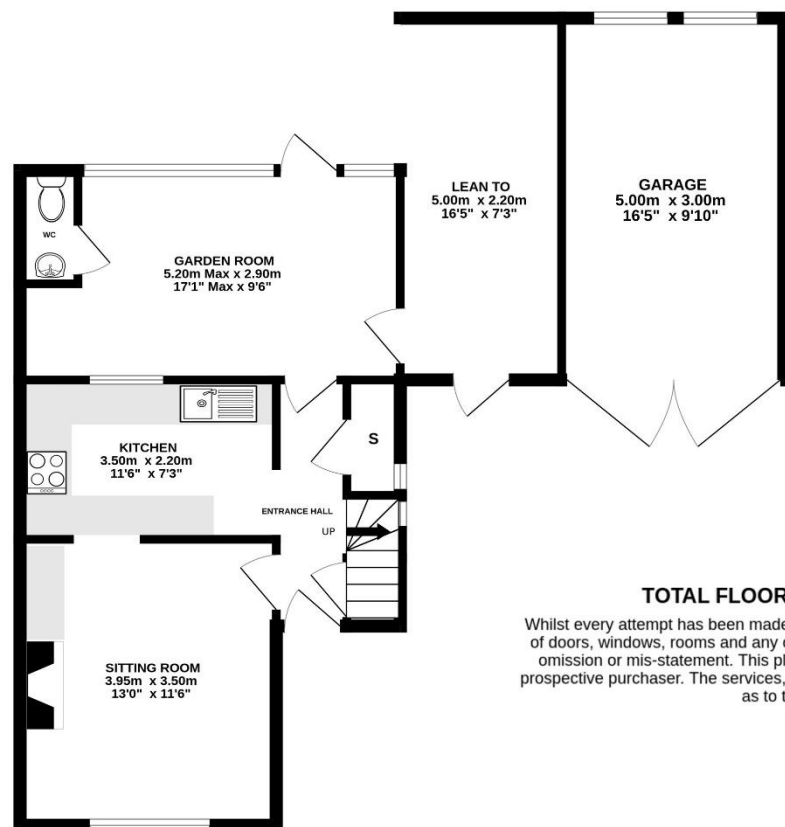 LEAN TO
5.00m x 2.20m
16'5" x 7'3"
GARAGE
5.00m x 3.00m
16'5" x 9'10"
WC
GARDEN ROOM
5.20m Max x 2.90m
17'1" Max x 9'6"
S
KITCHEN
3.50m x 2.20m
11'6" x 7'3"
ENTRANCE HALL
UP
SITTING ROOM
3.95m x 3.50m
13'0" x 11'6"
TOTAL FLOOR
Whilst every attempt has been made
of doors, windows, rooms and any
omission or mis-statement. This
prospective purchaser. The services,
as to